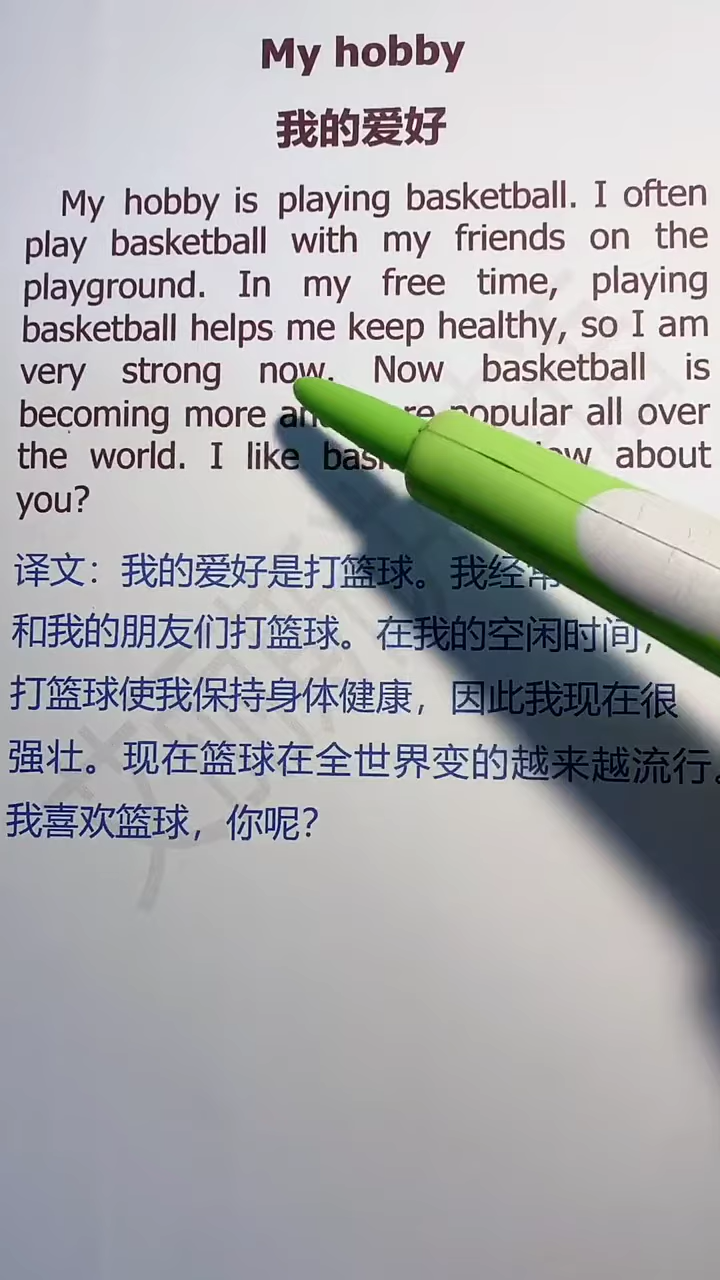 My hobby
我的爱好
My hobby is playing basketball. I often
play basketball with my friends on the
playground. In my free time, playing
basketball helps me keep healthy, so I am
very strong now. Now basketball is
becoming more popular all over
the world. I like about
you?
译文：我的爱好是打篮球。我经常
和我的朋友们打篮球。在我的空闲时间，
打篮球使我保持身体健康，因此我现在很
强壮。现在篮球在全世界变的越来越流行。
我喜欢篮球，你呢？